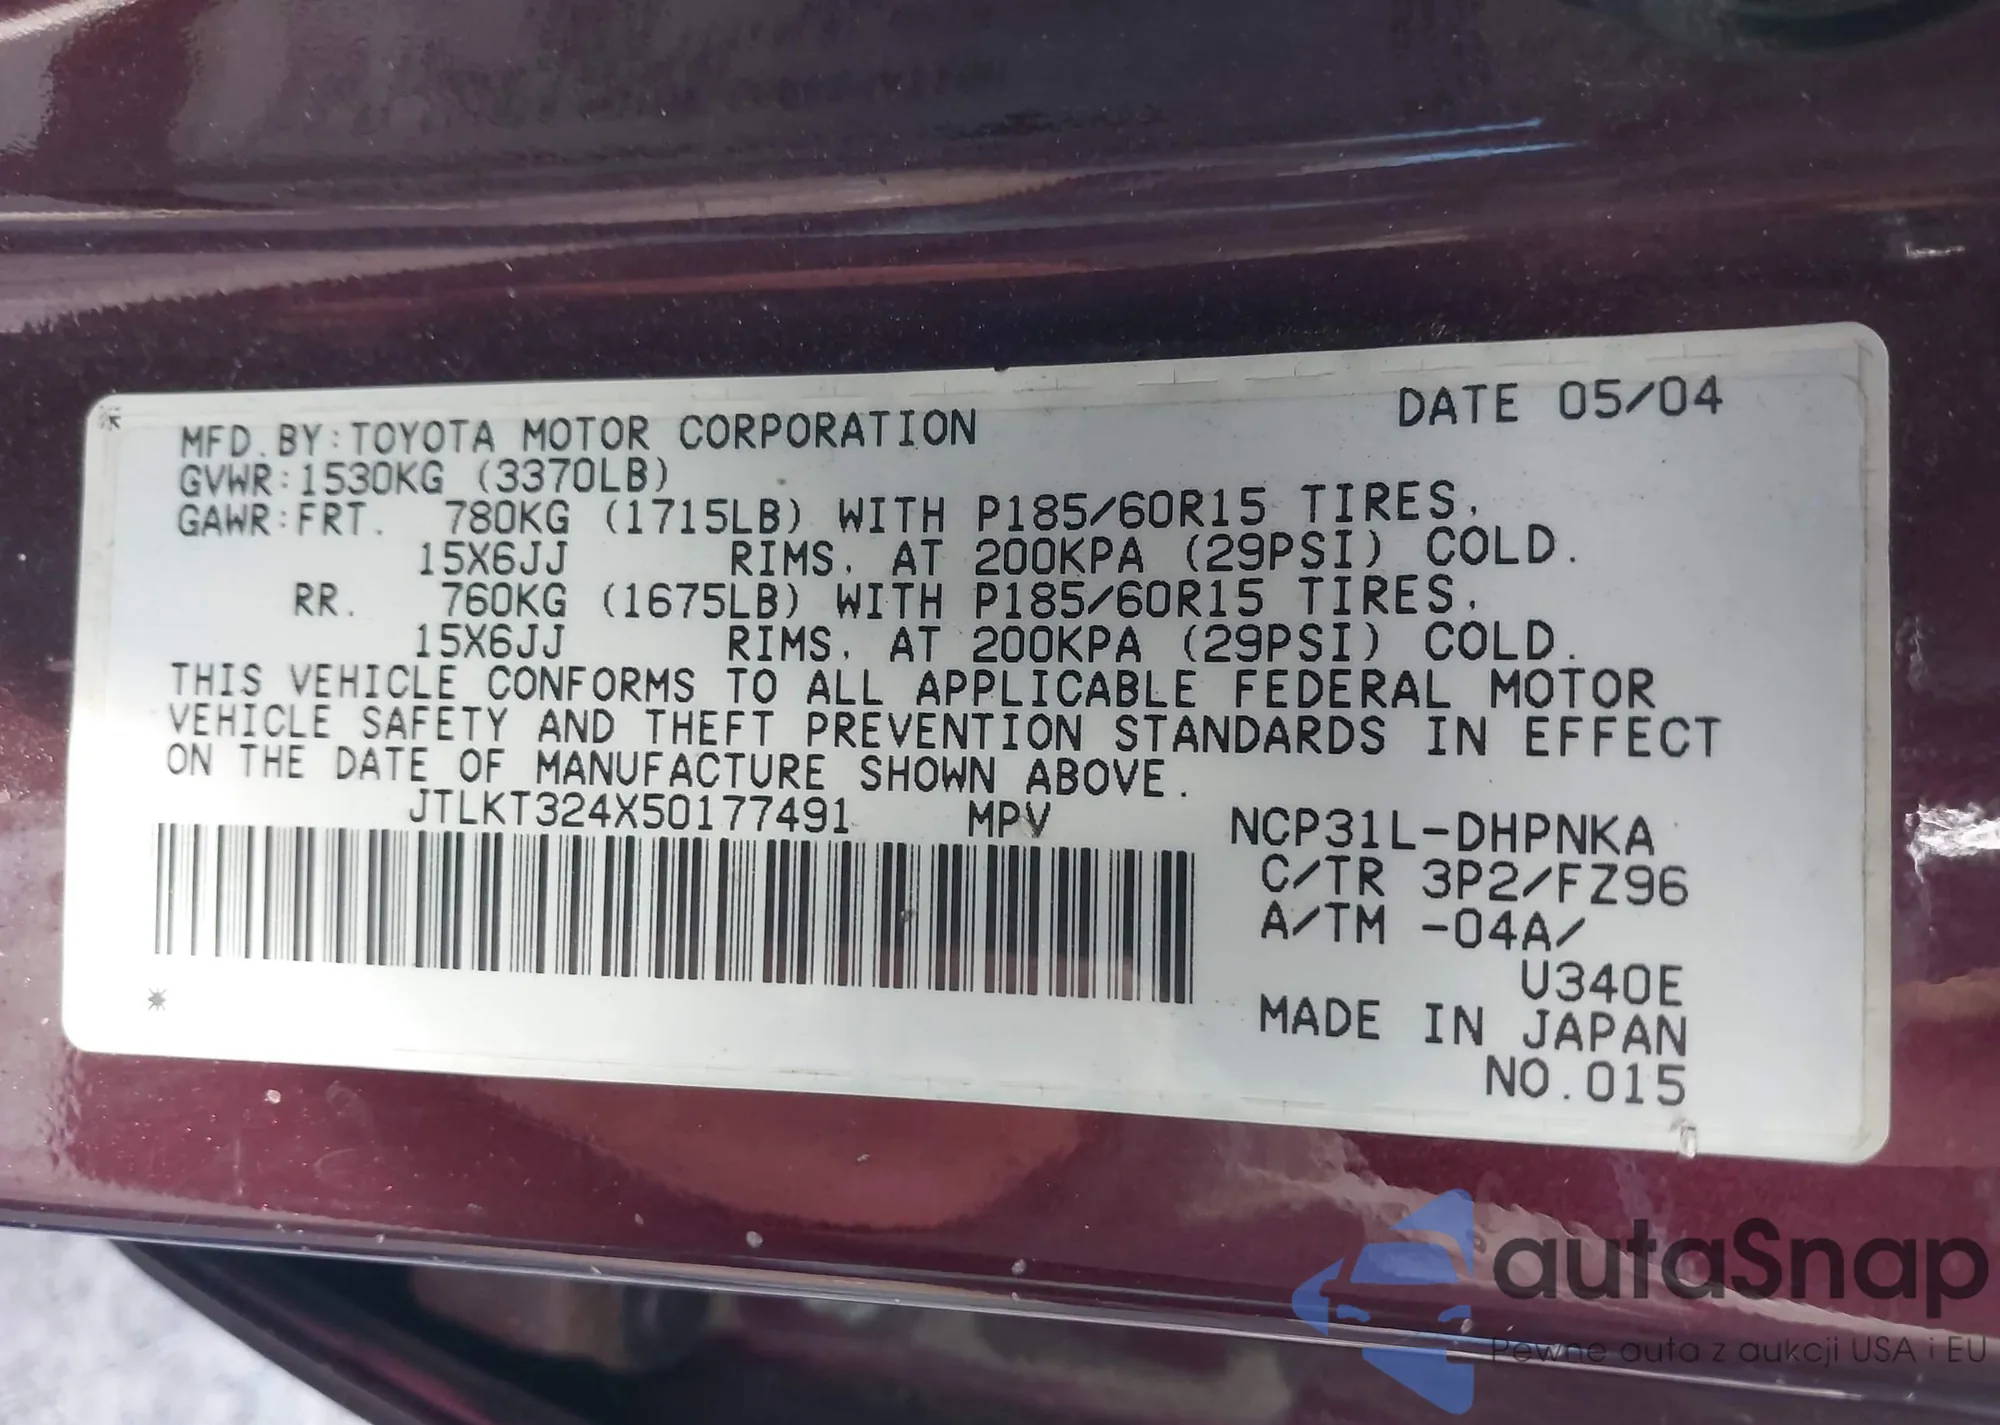 DATE 05/04
MFD.BY:TOYOTA MOTOR CORPORATION
GVWR:1530KG (3370LB)
GAWR:FRT. 780KG (1715LB) WITH P185/60R15 TIRES,
15X6JJ RIMS, AT 200KPA (29PSI) COLD.
RR. 760KG (1675LB) WITH P185/60R15 TIRES,
15X6JJ RIMS, AT 200KPA (29PSI) COLD.
THIS VEHICLE CONFORMS TO ALL APPLICABLE FEDERAL MOTOR
VEHICLE SAFETY AND THEFT PREVENTION STANDARDS IN EFFECT
ON THE DATE OF MANUFACTURE SHOWN ABOVE.
JTLKT324X50177491 MPV NCP31L-DHPNKA
C/TR 3P2/FZ96
A/TM -04A/
U340E
MADE IN JAPAN
NO.015
autaSnap
Pewne auta z aukcji USA i EU